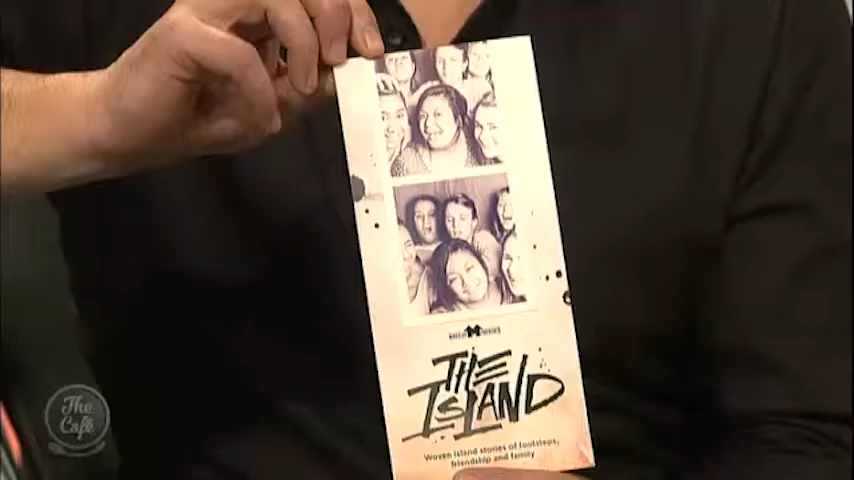 THE
ISLAND
Woven island stories of footsteps,
friendship and family
The
Café